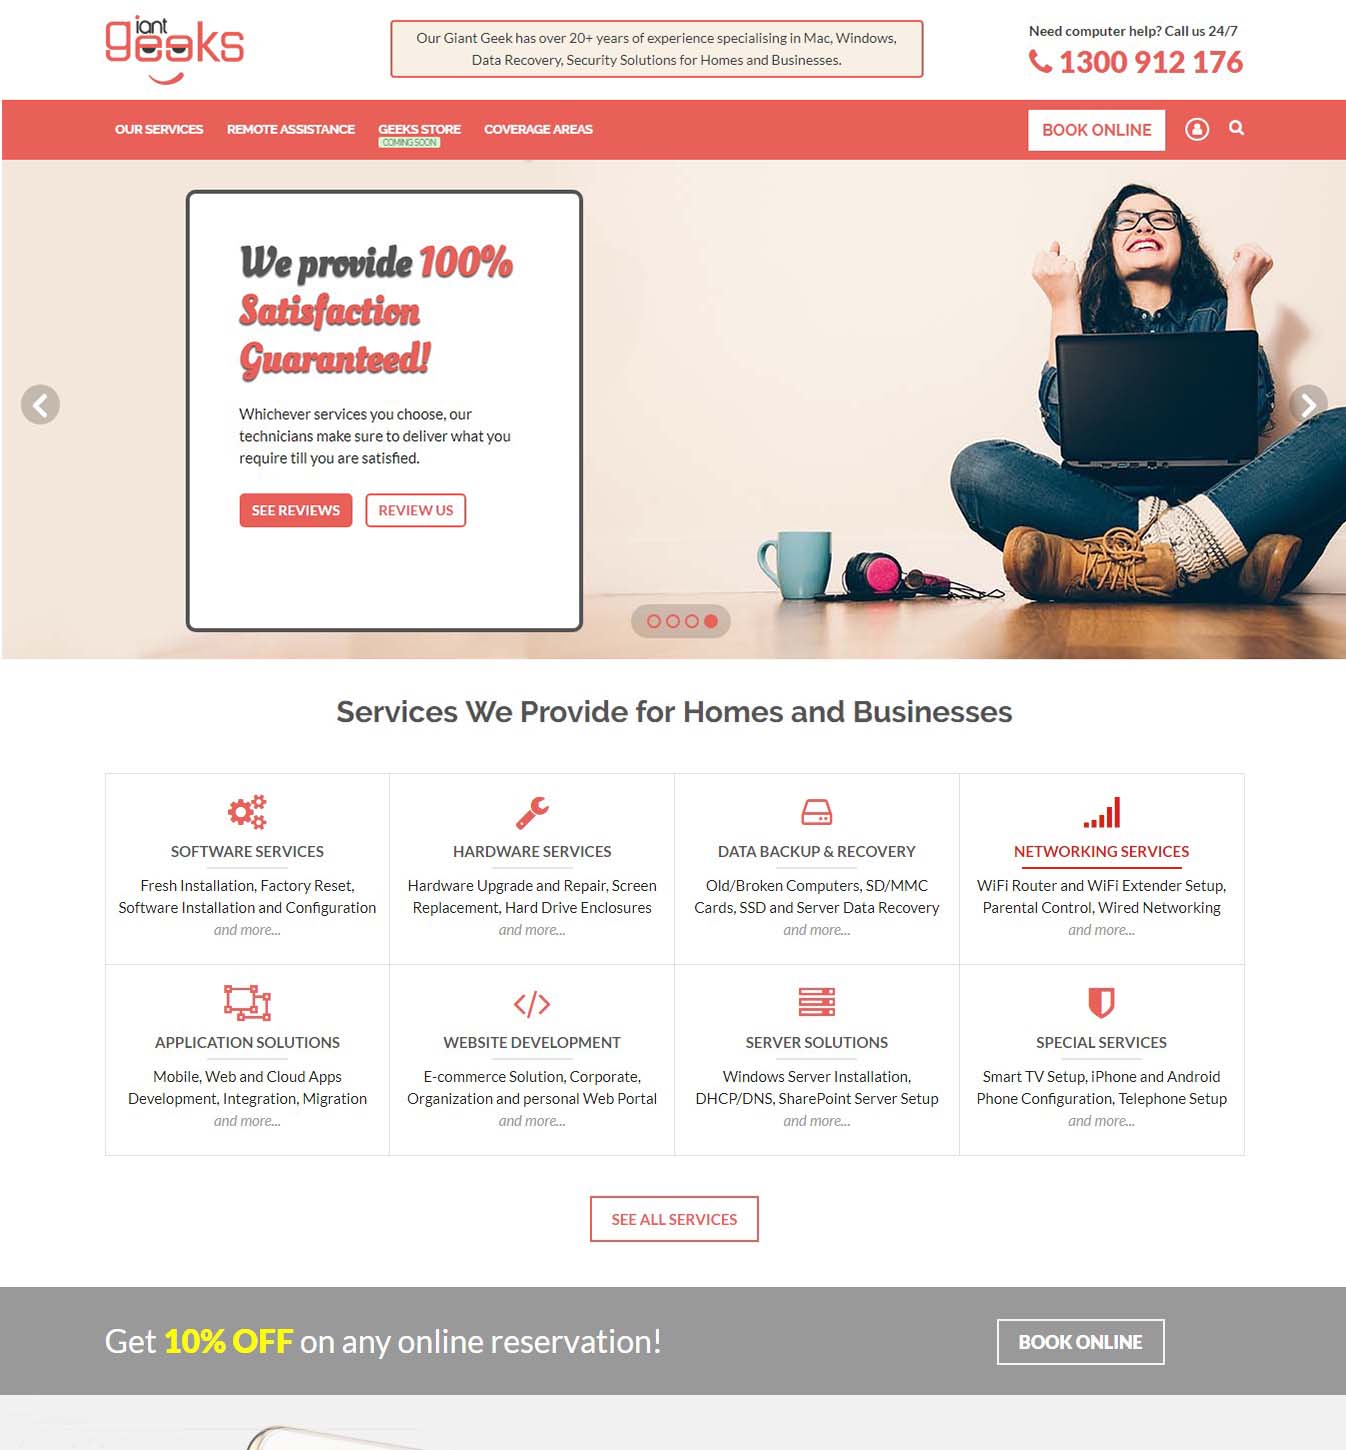 giant geeks
Our Giant Geek has over 20+ years of experience specialising in Mac, Windows,
Data Recovery, Security Solutions for Homes and Businesses.
Need computer help? Call us 24/7
1300 912 176
OUR SERVICES
REMOTE ASSISTANCE
GEEKS STORE
COMING SOON
COVERAGE AREAS
BOOK ONLINE
We provide 100%
Satisfaction
Guaranteed!
Whichever services you choose, our
technicians make sure to deliver what you
require till you are satisfied.
SEE REVIEWS
REVIEW US
Services We Provide for Homes and Businesses
SOFTWARE SERVICES
Fresh Installation, Factory Reset,
Software Installation and Configuration
and more...
HARDWARE SERVICES
Hardware Upgrade and Repair, Screen
Replacement, Hard Drive Enclosures
and more...
DATA BACKUP & RECOVERY
Old/Broken Computers, SD/MMC
Cards, SSD and Server Data Recovery
and more...
NETWORKING SERVICES
WiFi Router and WiFi Extender Setup,
Parental Control, Wired Networking
and more...
APPLICATION SOLUTIONS
Mobile, Web and Cloud Apps
Development, Integration, Migration
and more...
WEBSITE DEVELOPMENT
E-commerce Solution, Corporate,
Organization and personal Web Portal
and more...
SERVER SOLUTIONS
Windows Server Installation,
DHCP/DNS, SharePoint Server Setup
and more...
SPECIAL SERVICES
Smart TV Setup, iPhone and Android
Phone Configuration, Telephone Setup
and more...
SEE ALL SERVICES
Get 10% OFF on any online reservation!
BOOK ONLINE